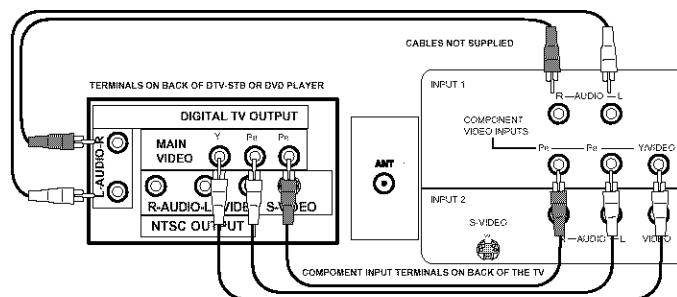 CABLES NOT SUPPLIED
TERMINALS ON BACK OF DTV-STB OR DVD PLAYER
INPUT 1
DIGITAL TV OUTPUT
R—AUDIO—L
L-AUDIO-R
MAIN VIDEO
Y
PB
PR
COMPONENT VIDEO INPUTS
PR
PB
Y/VIDEO
ANT
R-AUDIO-L
VIDEO
S-VIDEO
NTSC OUTPUT
INPUT 2
S-VIDEO
R—AUDIO—L
VIDEO
COMPONENT INPUT TERMINALS ON BACK OF THE TV